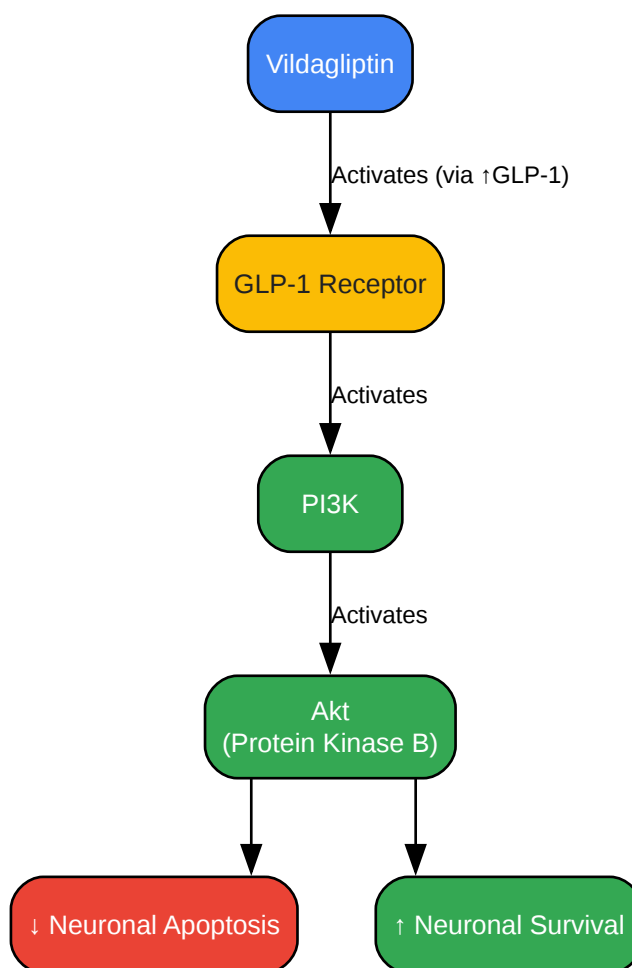 Vildagliptin
Activates (via ↑GLP-1)
GLP-1 Receptor
Activates
PI3K
Activates
Akt
(Protein Kinase B)
↓ Neuronal Apoptosis
↑ Neuronal Survival